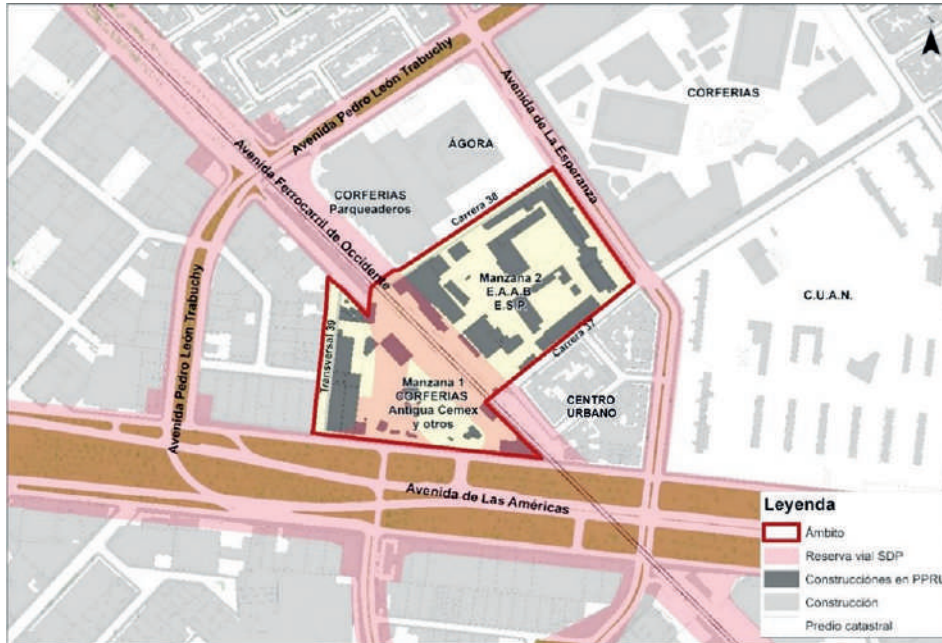 Avenida Pedro León Trabuchy
Avenida de La Esperanza
CORFERIAS
ÁGORA
Avenida Ferrocarril de Occidente
CORFERIAS
Parqueaderos
Carrera 38
Manzana 2
E.A.A.B
E.S.P.
C.U.A.N.
Avenida Pedro León Trabuchy
Transversal 39
Carrera 37
Manzana 1
CORFERIAS
Antigua Cemex
y otros
CENTRO
URBANO
Avenida de Las Américas
Leyenda
Ámbito
Reserva vial SDP
Construcciónes en PPRU
Construcción
Predio catastral